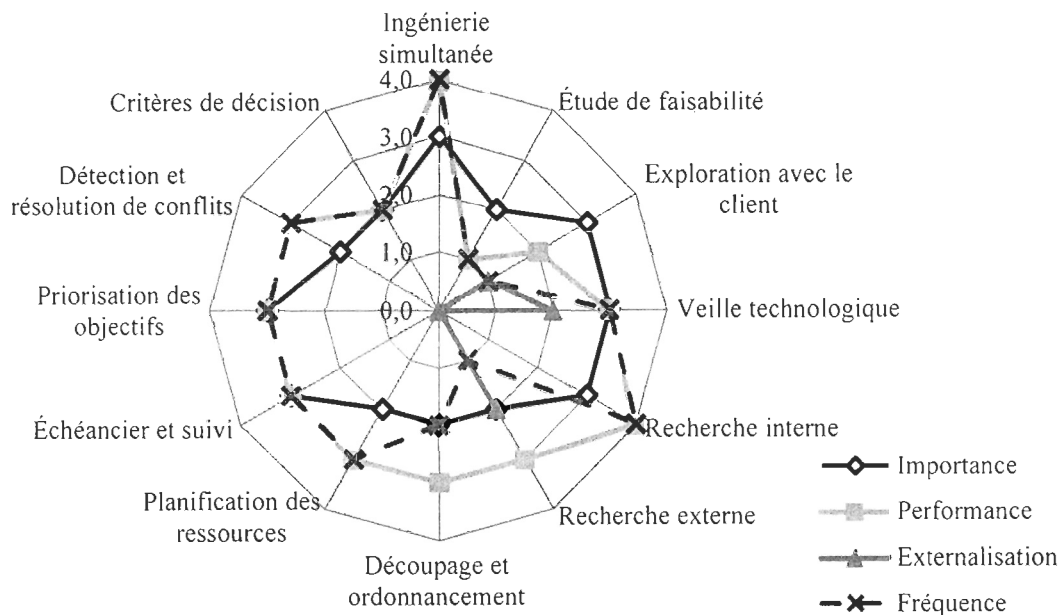 Ingénierie
simultanée
Critères de décision
4,0
Étude de faisabilité
3,0
Détection et
résolution de conflits
2,0
Exploration avec le
client
1,0
Priorisation des
objectifs
0,0
Veille technologique
Échéancier et suivi
Recherche interne
Planification des
ressources
Recherche externe
Découpage et
ordonnancement
Importance
Performance
Externalisation
Fréquence